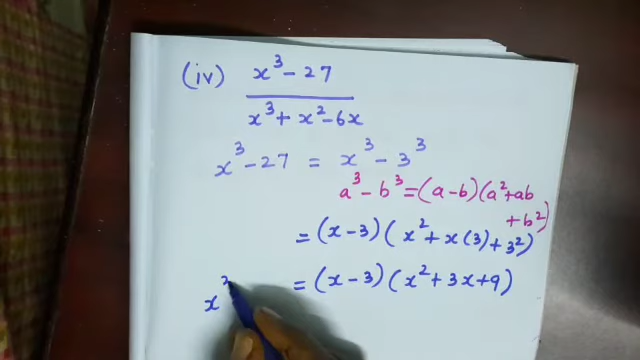 (iv) x³ - 27
x³ + x² - 6x
x³ - 27 = x³ - 3³
a³ - b³ = (a - b) (a² + ab
+ b²)
= (x - 3) (x² + x(3) + 3²)
= (x - 3) (x² + 3x + 9)
x